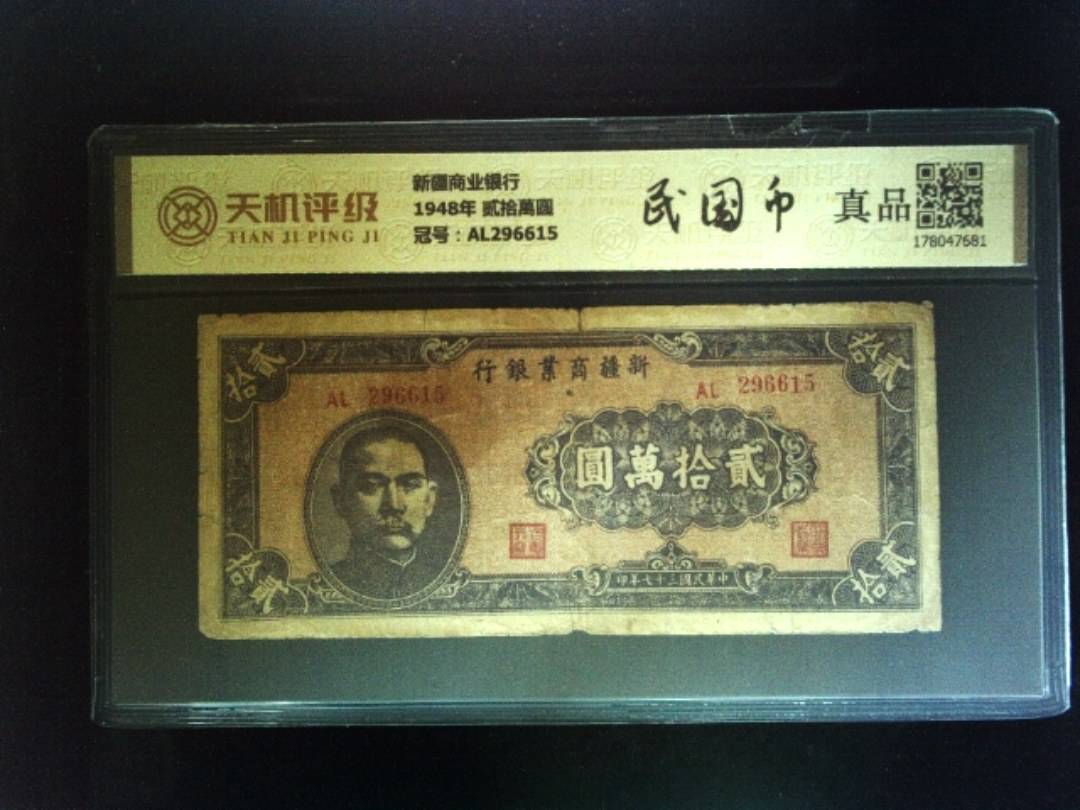 天机评级
TIAN JI PING JI
新疆商业银行
1948年 贰拾萬圓
冠号：AL296615
民国币
真品
178047681
貳拾
貳拾
行銀業商疆新
AL 296615
AL 296615
圓萬拾貳
印年七十三國民華中
貳拾
貳拾